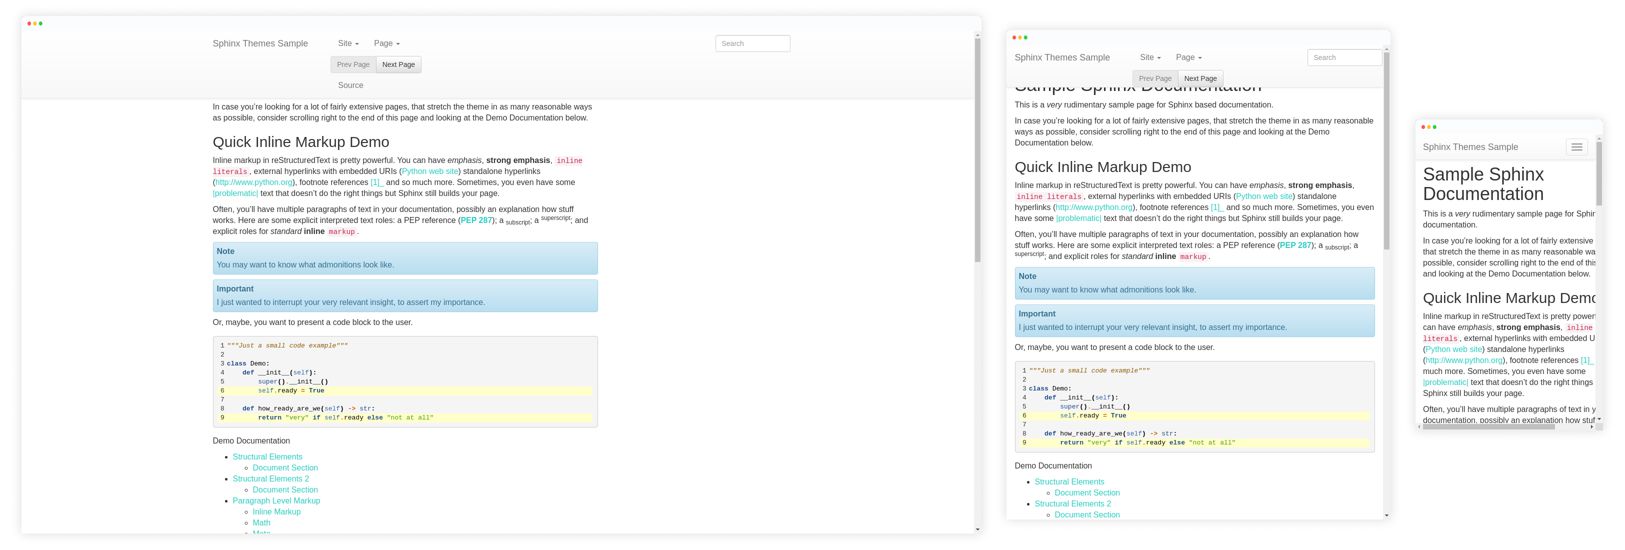 Sphinx Themes Sample
Site
Page
Search
Prev Page
Next Page
Source
In case you’re looking for a lot of fairly extensive pages, that stretch the theme in as many reasonable ways
as possible, consider scrolling right to the end of this page and looking at the Demo Documentation below.
Quick Inline Markup Demo
Inline markup in reStructuredText is pretty powerful. You can have emphasis, strong emphasis, inline
literals, external hyperlinks with embedded URIs (Python web site) standalone hyperlinks
(http://www.python.org), footnote references [1]_ and so much more. Sometimes, you even have some
|problematic| text that doesn’t do the right things but Sphinx still builds your page.
Often, you’ll have multiple paragraphs of text in your documentation, possibly an explanation how stuff
works. Here are some explicit interpreted text roles: a PEP reference (PEP 287); a subscript; a superscript; and
explicit roles for standard inline markup.
Note
You may want to know what admonitions look like.
Important
I just wanted to interrupt your very relevant insight, to assert my importance.
Or, maybe, you want to present a code block to the user.
1 """Just a small code example"""
2
3 class Demo:
4     def __init__(self):
5         super().__init__()
6         self.ready = True
7
8     def how_ready_are_we(self) -> str:
9         return "very" if self.ready else "not at all"
Demo Documentation
Structural Elements
Document Section
Structural Elements 2
Document Section
Paragraph Level Markup
Inline Markup
Math
Meta
Sphinx Themes Sample
Site
Page
Search
Prev Page
Next Page
Sample Sphinx Documentation
This is a very rudimentary sample page for Sphinx based documentation.
In case you’re looking for a lot of fairly extensive pages, that stretch the theme in as many reasonable
ways as possible, consider scrolling right to the end of this page and looking at the Demo
Documentation below.
Quick Inline Markup Demo
Inline markup in reStructuredText is pretty powerful. You can have emphasis, strong emphasis,
inline literals, external hyperlinks with embedded URIs (Python web site) standalone
hyperlinks (http://www.python.org), footnote references [1]_ and so much more. Sometimes, you even
have some |problematic| text that doesn’t do the right things but Sphinx still builds your page.
Often, you’ll have multiple paragraphs of text in your documentation, possibly an explanation how
stuff works. Here are some explicit interpreted text roles: a PEP reference (PEP 287); a subscript; a
superscript; and explicit roles for standard inline markup.
Note
You may want to know what admonitions look like.
Important
I just wanted to interrupt your very relevant insight, to assert my importance.
Or, maybe, you want to present a code block to the user.
1 """Just a small code example"""
2
3 class Demo:
4     def __init__(self):
5         super().__init__()
6         self.ready = True
7
8     def how_ready_are_we(self) -> str:
9         return "very" if self.ready else "not at all"
Demo Documentation
Structural Elements
Document Section
Structural Elements 2
Document Section
Sphinx Themes Sample
Sample Sphinx
Documentation
This is a very rudimentary sample page for Sphin
documentation.
In case you’re looking for a lot of fairly extensive
that stretch the theme in as many reasonable wa
possible, consider scrolling right to the end of this
and looking at the Demo Documentation below.
Quick Inline Markup Demo
Inline markup in reStructuredText is pretty powerf
can have emphasis, strong emphasis, inline
literals, external hyperlinks with embedded U
(Python web site) standalone hyperlinks
(http://www.python.org), footnote references [1]_
much more. Sometimes, you even have some
|problematic| text that doesn’t do the right things
Sphinx still builds your page.
Often, you’ll have multiple paragraphs of text in y
documentation, possibly an explanation how stuf